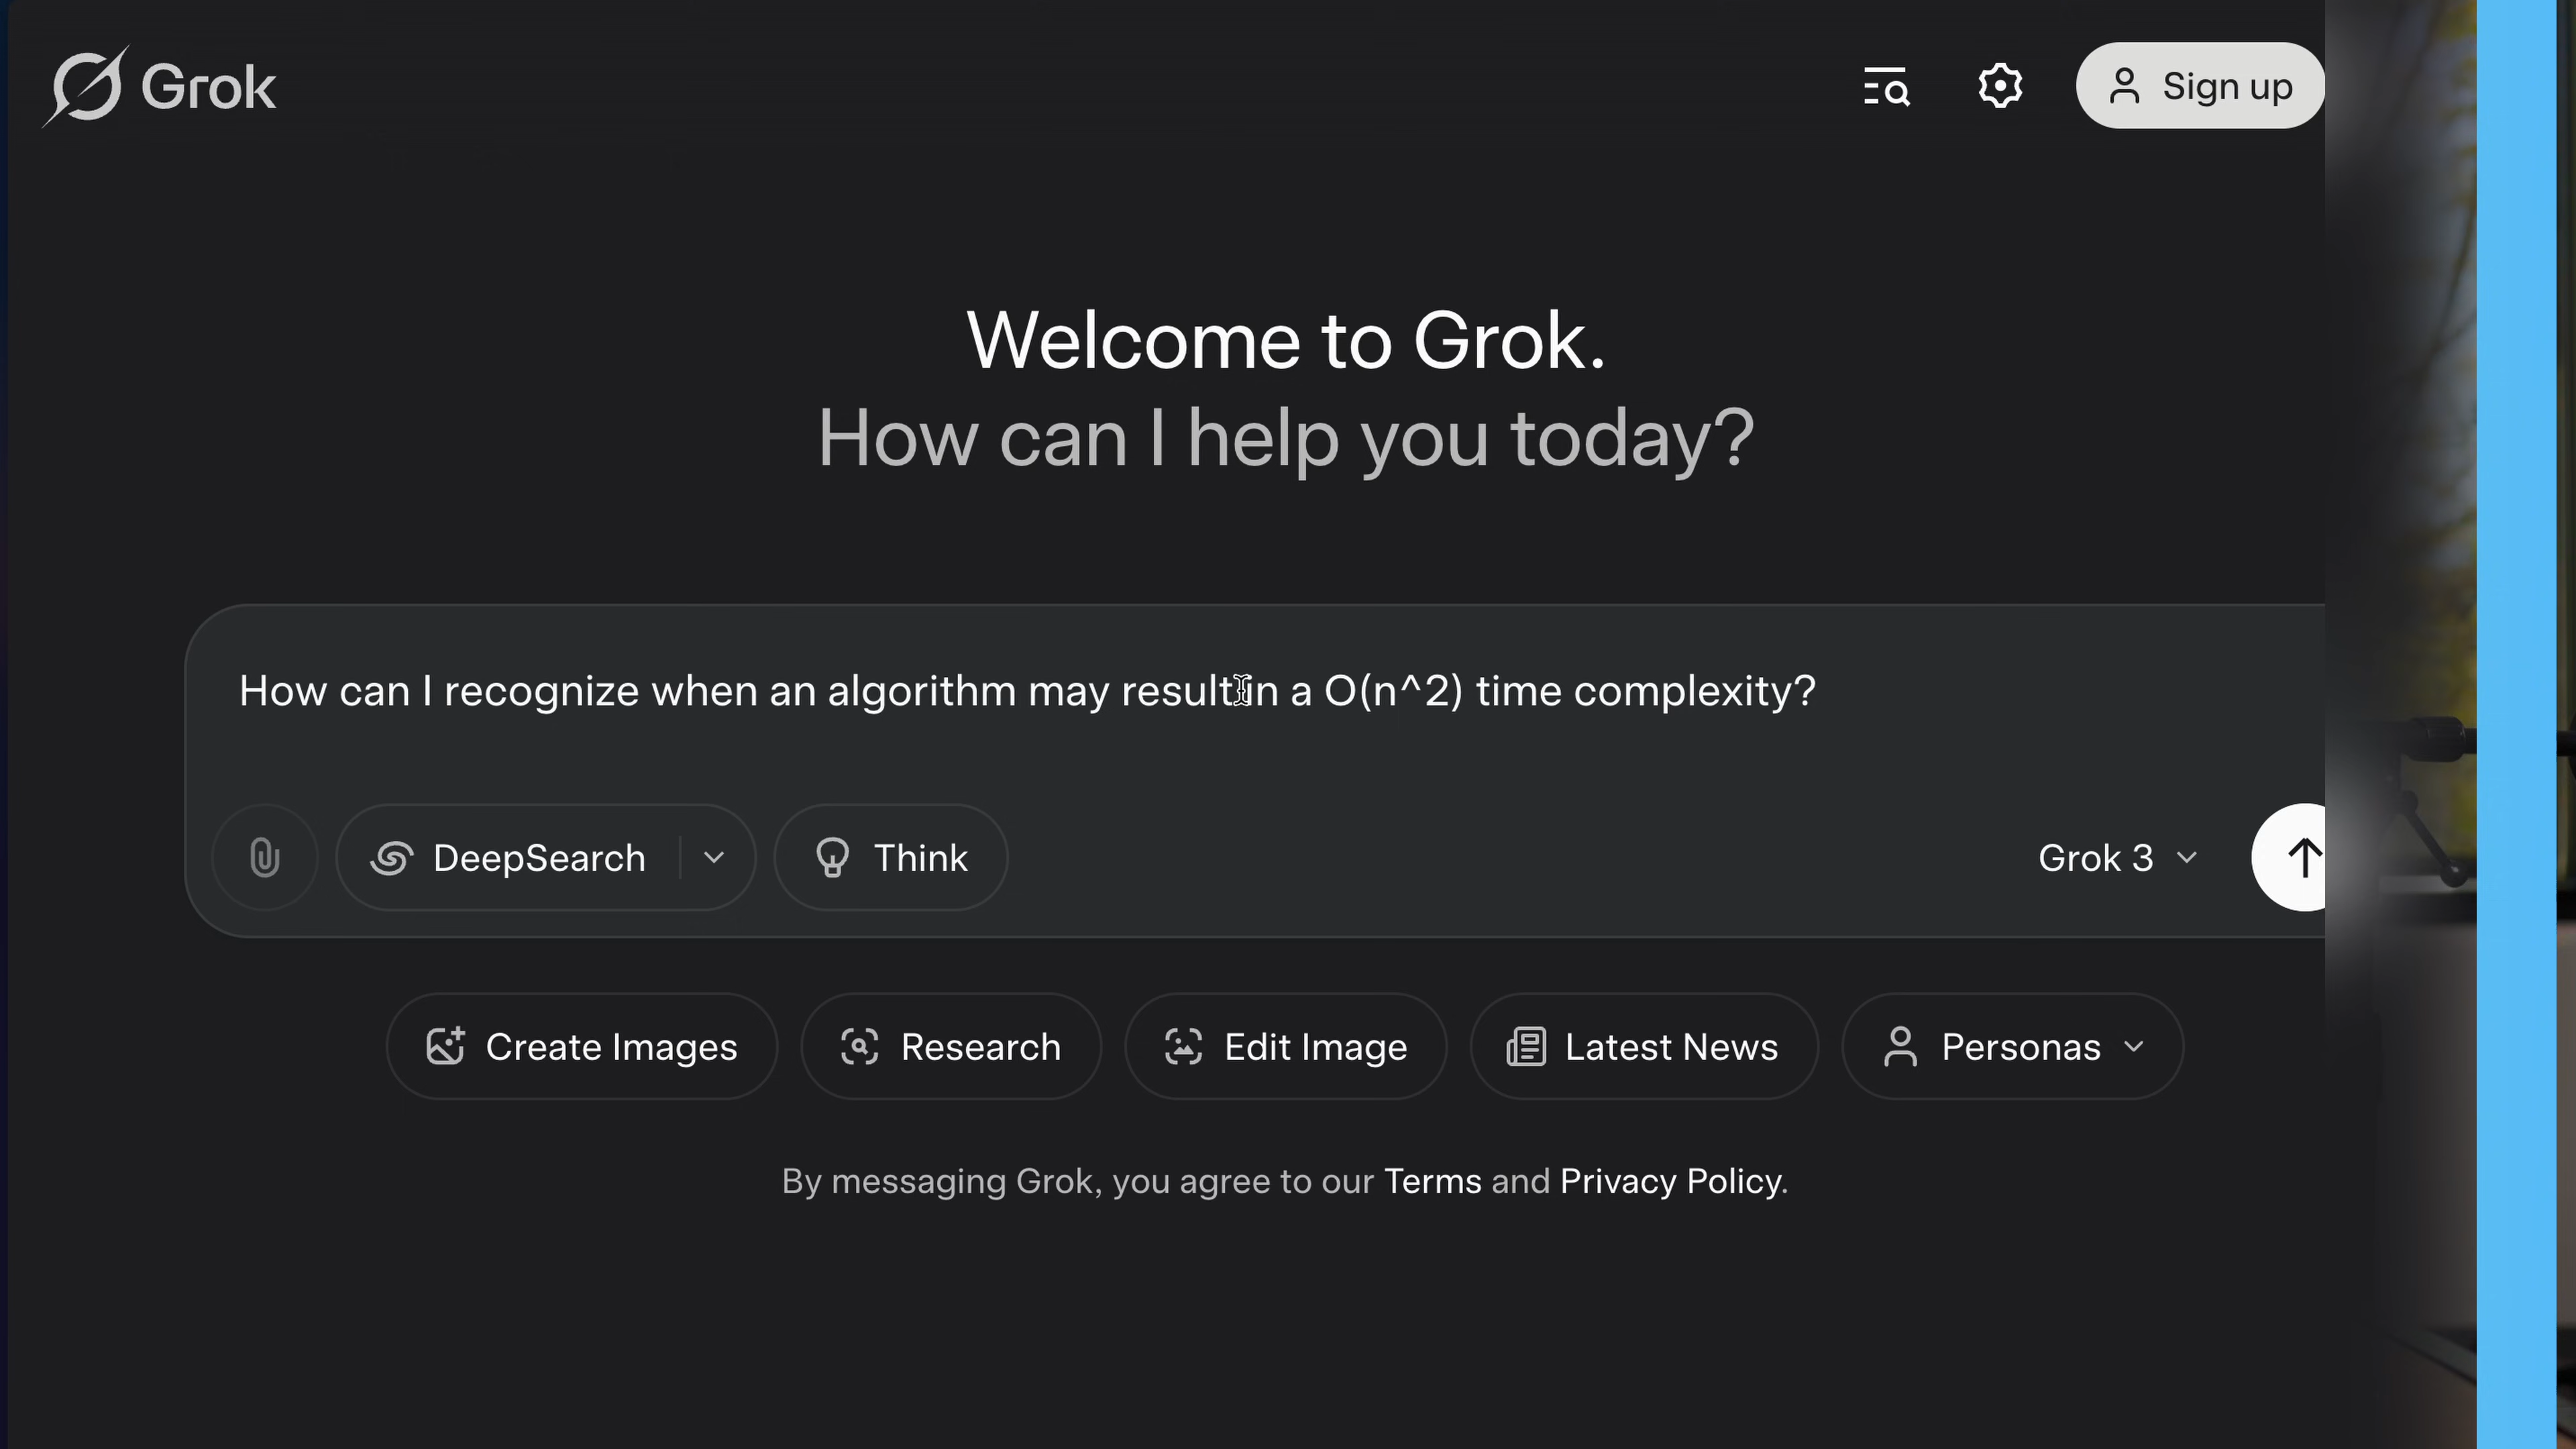 Grok
Sign up
Welcome to Grok.
How can I help you today?
How can I recognize when an algorithm may result in a O(n^2) time complexity?
DeepSearch
Think
Grok 3
Create Images
Research
Edit Image
Latest News
Personas
By messaging Grok, you agree to our Terms and Privacy Policy.